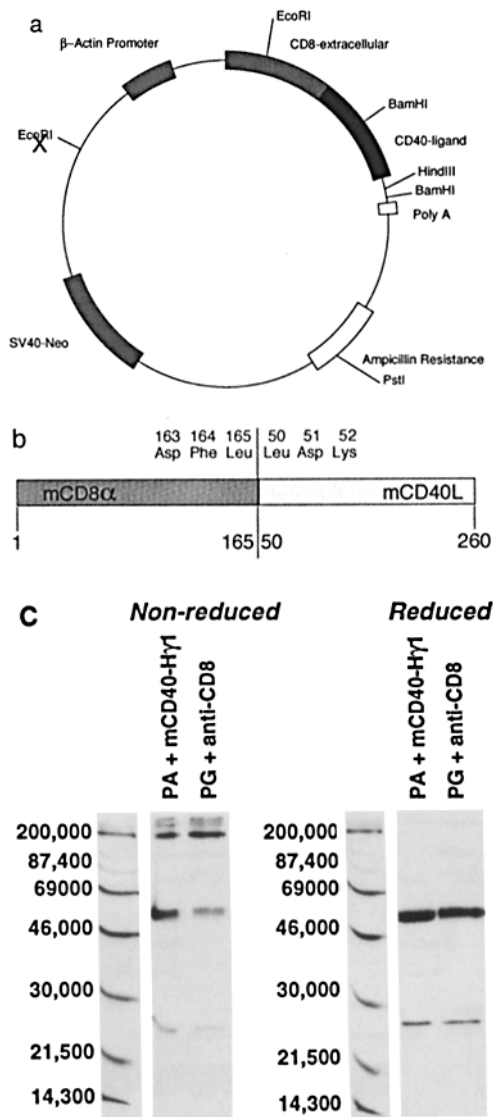 a
EcoRI
β-Actin Promoter
CD8-extracellular
BamHI
EcoRI
X
CD40-ligand
HindIII
BamHI
Poly A
SV40-Neo
Ampicillin Resistance
PstI
b
163 164 165 50 51 52
Asp Phe Leu Leu Asp Lys
mCD8α mCD40L
1 165 50 260
c
Non-reduced Reduced
PA + mCD40-Hγ1
PG + anti-CD8
PA + mCD40-Hγ1
PG + anti-CD8
200,000 200,000
87,400 87,400
69000 69000
46,000 46,000
30,000 30,000
21,500 21,500
14,300 14,300